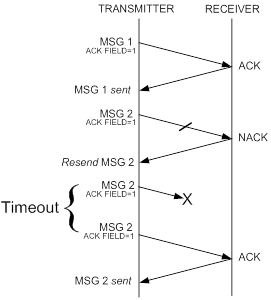 TRANSMITTER RECEIVER
MSG 1
ACK FIELD=1
ACK
MSG 1 sent
MSG 2
ACK FIELD=1
NACK
Resend MSG 2
MSG 2
ACK FIELD=1
X
Timeout
MSG 2
ACK FIELD=1
ACK
MSG 2 sent